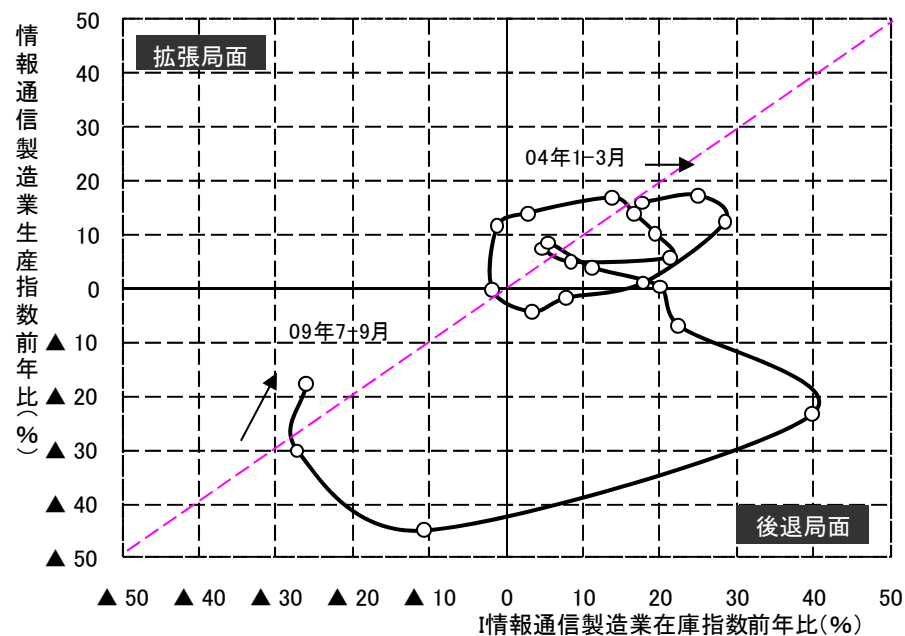 情報通信製造業生産指数前年比(%)
50
40
30
20
10
0
▲ 10
▲ 20
▲ 30
▲ 40
▲ 50
拡張局面
04年1-3月
09年7-9月
後退局面
▲ 50 ▲ 40 ▲ 30 ▲ 20 ▲ 10 0 10 20 30 40 50
I情報通信製造業在庫指数前年比(%)